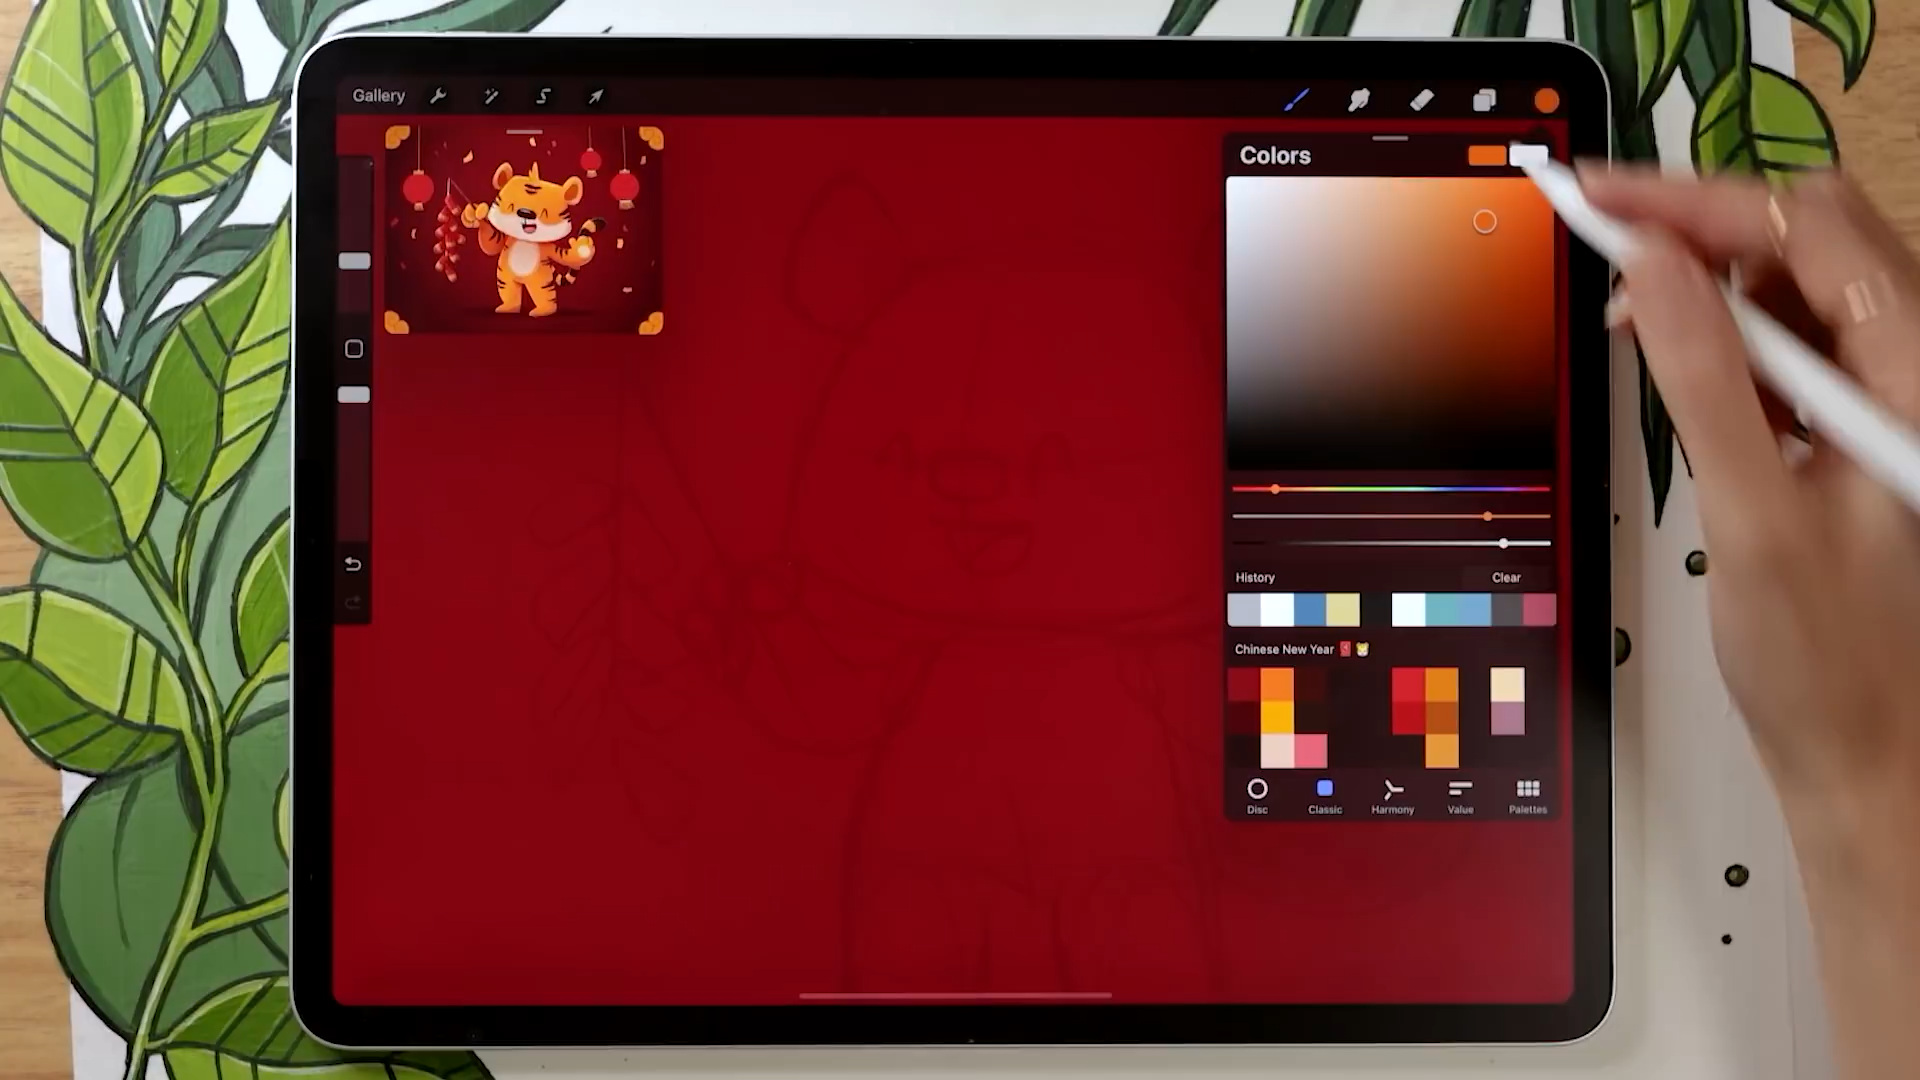 Gallery
Colors
History Clear
Chinese New Year 🧧🐯
Disc Classic Harmony Value Palettes